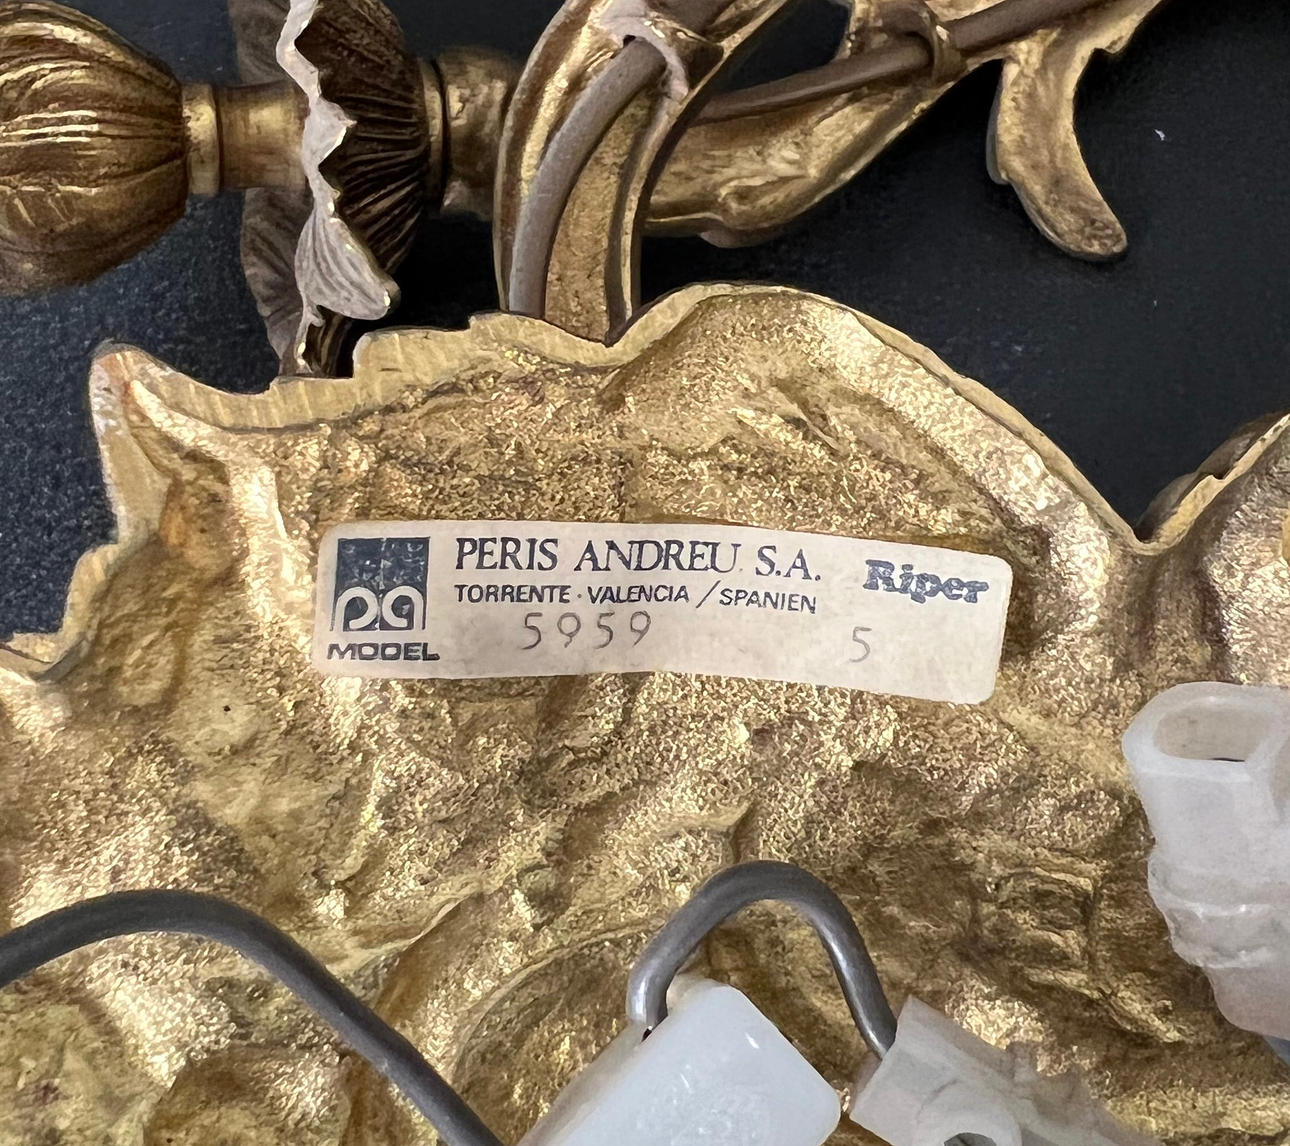 PERIS ANDREU S.A. Riper
TORRENTE · VALENCIA / SPANIEN
pa
MODEL 5959 5